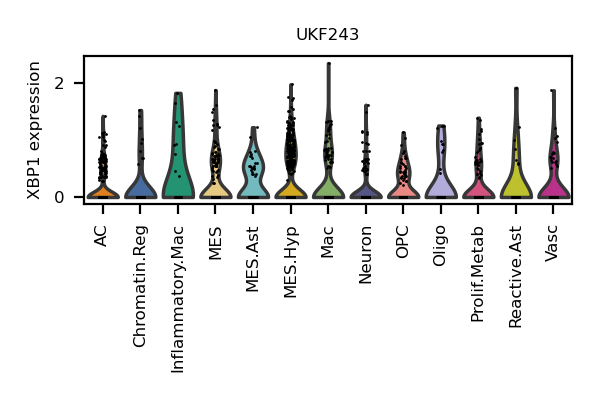 UKF243
XBP1 expression
2
0
AC
Chromatin.Reg
Inflammatory.Mac
MES
MES.Ast
MES.Hyp
Mac
Neuron
OPC
Oligo
Prolif.Metab
Reactive.Ast
Vasc